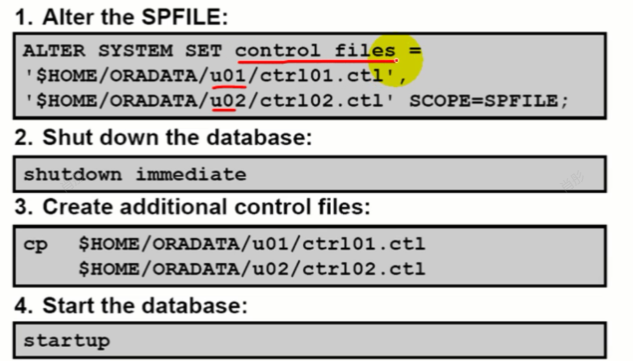 1. Alter the SPFILE:
ALTER SYSTEM SET control files =
'$HOME/ORADATA/u01/ctrl01.ctl',
'$HOME/ORADATA/u02/ctrl02.ctl' SCOPE=SPFILE;
2. Shut down the database:
shutdown immediate
3. Create additional control files:
cp $HOME/ORADATA/u01/ctrl01.ctl
$HOME/ORADATA/u02/ctrl02.ctl
4. Start the database:
startup